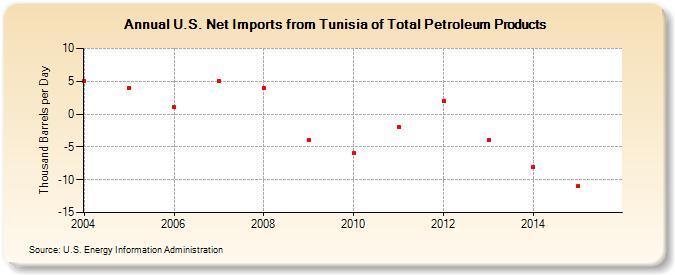 Annual U.S. Net Imports from Tunisia of Total Petroleum Products
Thousand Barrels per Day
10
5
0
-5
-10
-15
2004 2006 2008 2010 2012 2014
Source: U.S. Energy Information Administration